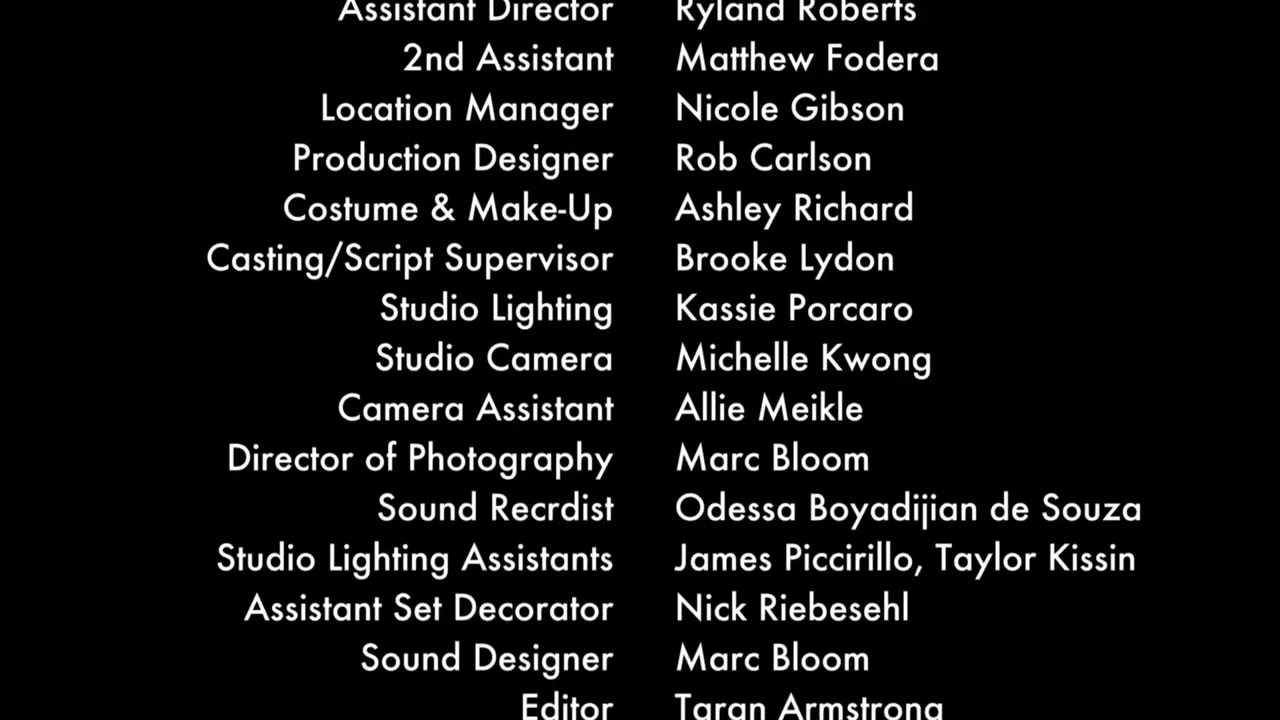 Assistant Director Ryland Roberts
2nd Assistant Matthew Fodera
Location Manager Nicole Gibson
Production Designer Rob Carlson
Costume & Make-Up Ashley Richard
Casting/Script Supervisor Brooke Lydon
Studio Lighting Kassie Porcaro
Studio Camera Michelle Kwong
Camera Assistant Allie Meikle
Director of Photography Marc Bloom
Sound Recrdist Odessa Boyadijian de Souza
Studio Lighting Assistants James Piccirillo, Taylor Kissin
Assistant Set Decorator Nick Riebesehl
Sound Designer Marc Bloom
Editor Taran Armstrong